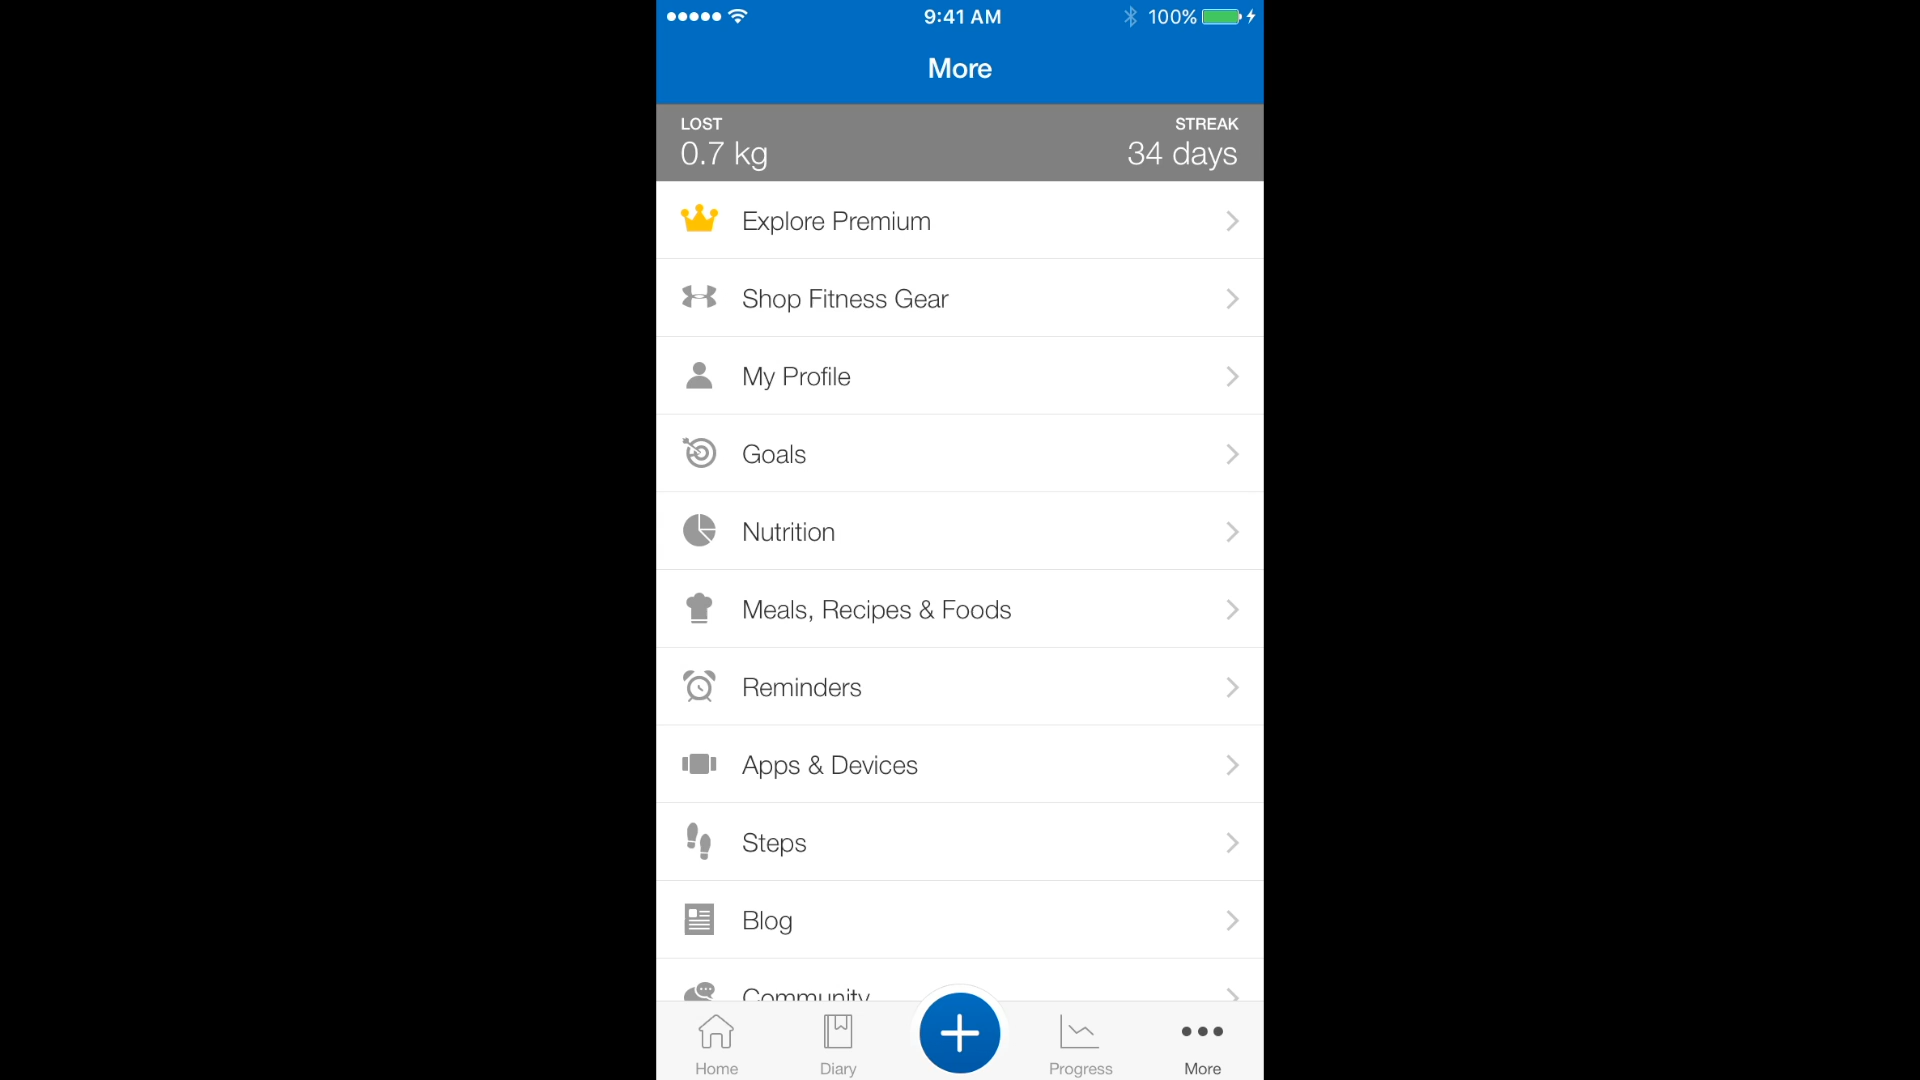 9:41 AM
100%
More
LOST
STREAK
0.7 kg
34 days
Explore Premium
Shop Fitness Gear
My Profile
Goals
Nutrition
Meals, Recipes & Foods
Reminders
Apps & Devices
Steps
Blog
Community
Home
Diary
Progress
More